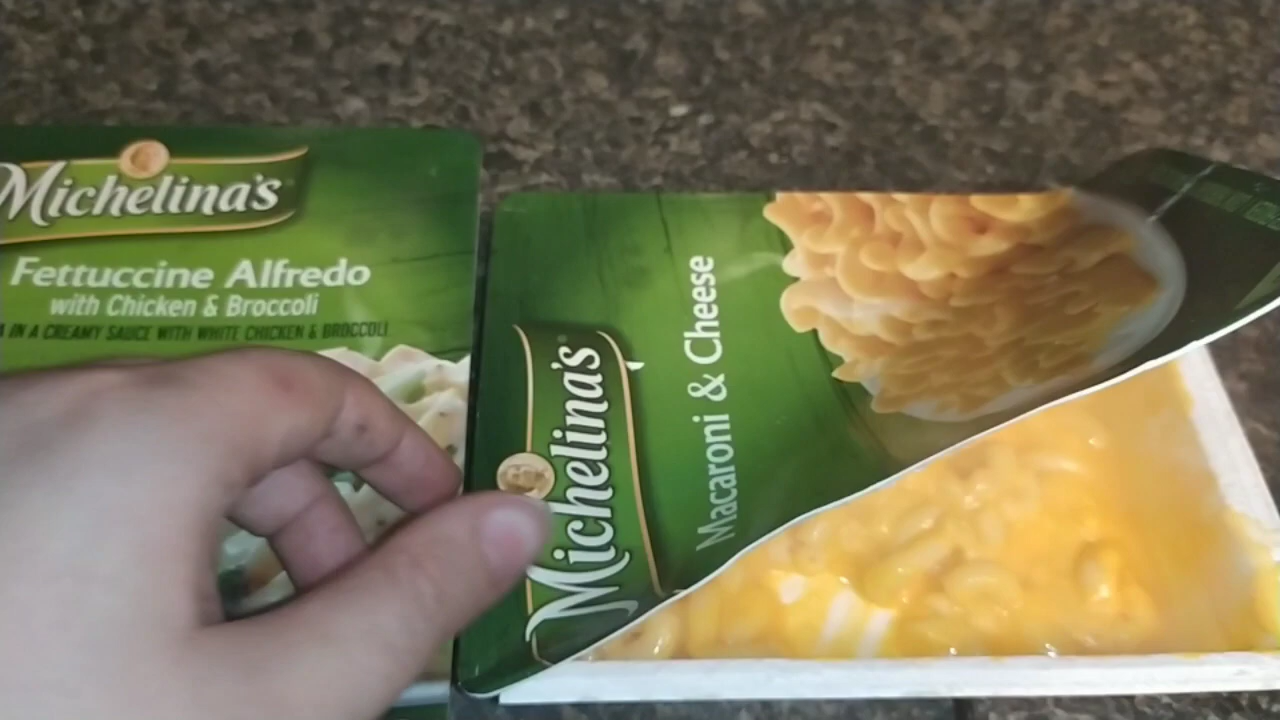 Michelina's
Fettuccine Alfredo
with Chicken & Broccoli
IN A CREAMY SAUCE WITH WHITE CHICKEN & BROCCOLI
Michelina's
Macaroni & Cheese